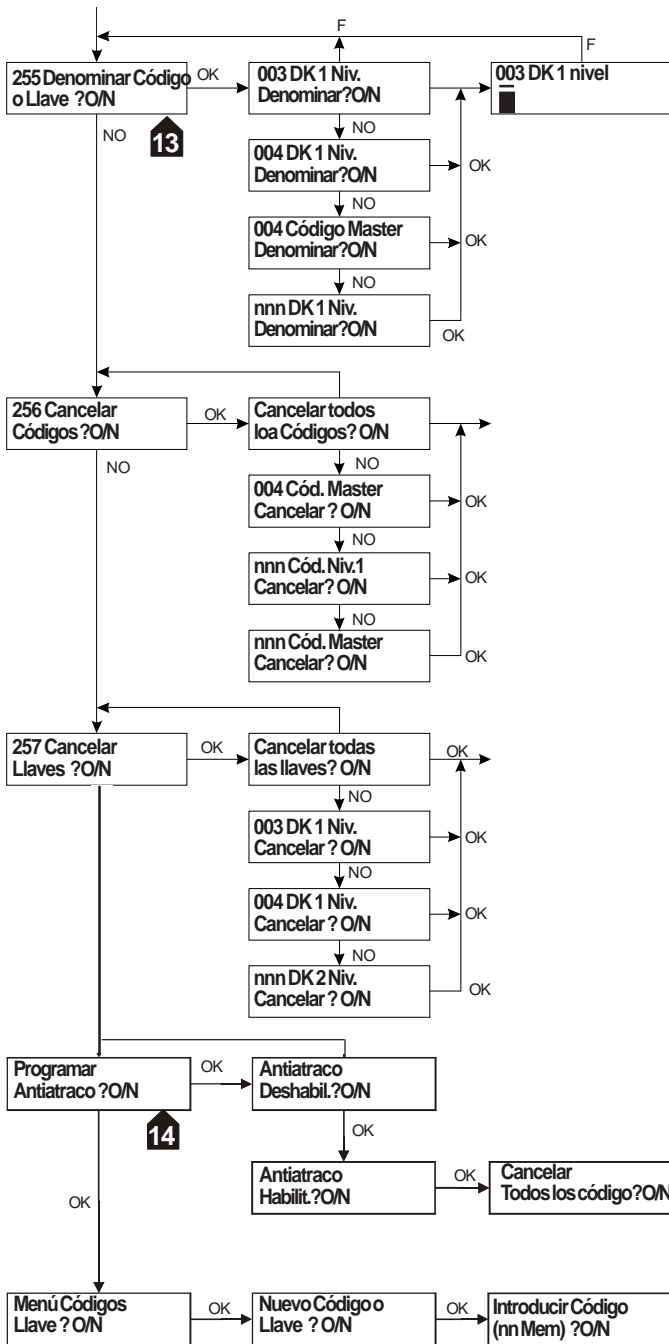 F
F
255 Denominar Código
o Llave ?O/N
OK
003 DK 1 Niv.
Denominar?O/N
003 DK 1 nivel
NO
13
NO
004 DK 1 Niv.
Denominar?O/N
OK
NO
004 Código Master
Denominar?O/N
OK
NO
nnn DK 1 Niv.
Denominar?O/N
OK
256 Cancelar
Códigos ?O/N
OK
Cancelar todos
loa Códigos? O/N
NO
NO
004 Cód. Master
Cancelar ? O/N
OK
NO
nnn Cód. Niv.1
Cancelar? O/N
OK
NO
nnn Cód. Master
Cancelar? O/N
OK
257 Cancelar
Llaves ?O/N
OK
Cancelar todas
las llaves? O/N
OK
NO
003 DK 1 Niv.
Cancelar ? O/N
OK
NO
004 DK 1 Niv.
Cancelar ? O/N
OK
NO
nnn DK 2 Niv.
Cancelar ? O/N
OK
Programar
Antiatraco ?O/N
OK
Antiatraco
Deshabil.?O/N
14
OK
Antiatraco
Habilit.?O/N
OK
Cancelar
Todos los código?O/N
OK
Menú Códigos
Llave ? O/N
OK
Nuevo Código o
Llave ? O/N
OK
Introducir Código
(nn Mem) ?O/N